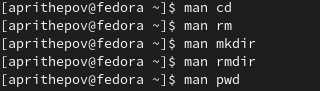 [aprithepov@fedora ~]$ man cd
[aprithepov@fedora ~]$ man rm
[aprithepov@fedora ~]$ man mkdir
[aprithepov@fedora ~]$ man rmdir
[aprithepov@fedora ~]$ man pwd